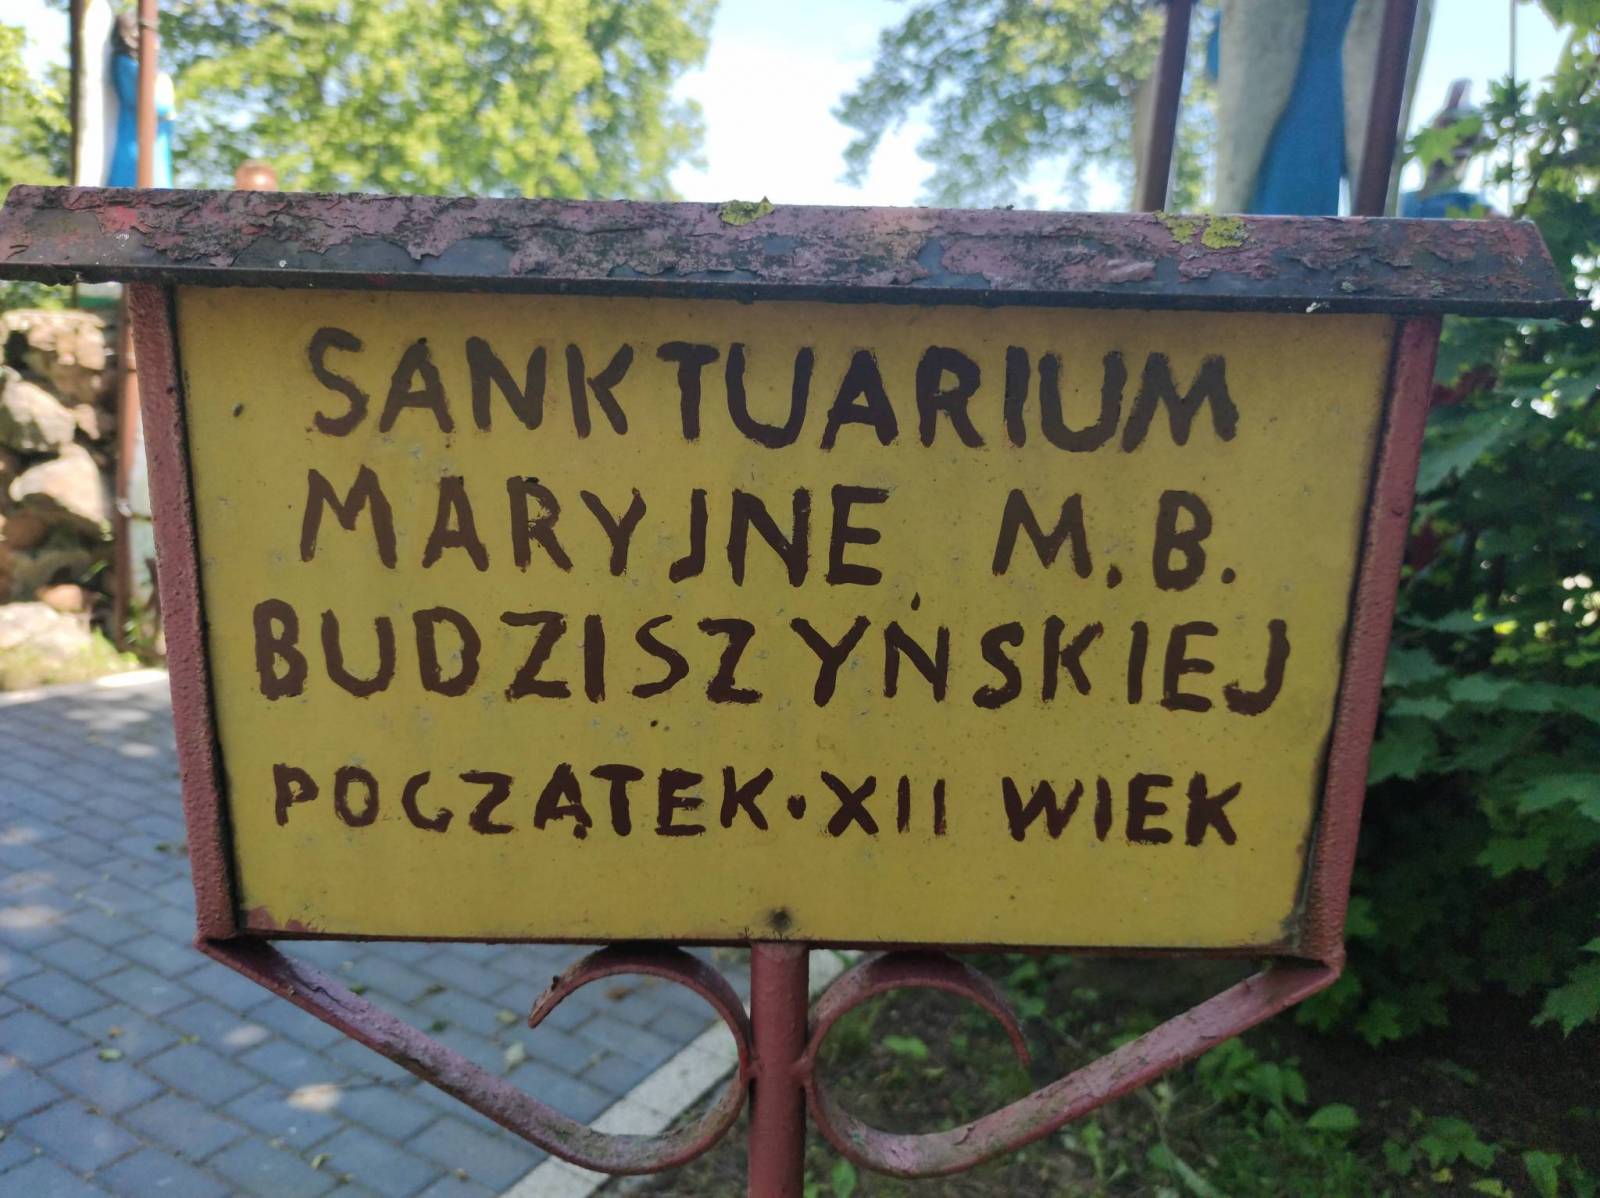 SANKTUARIUM
MARYJNE M.B.
BUDZISZYŃSKIEJ
POCZĄTEK·XII WIEK